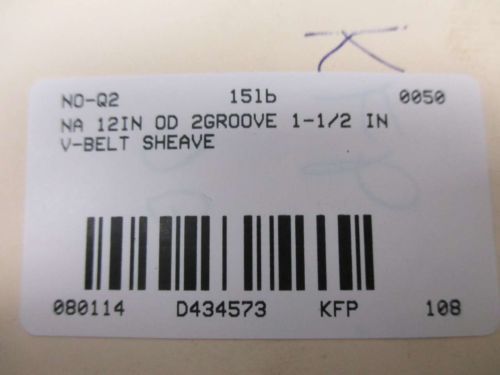 NO-Q2 151b 0050
NA 12IN OD 2GROOVE 1-1/2 IN
V-BELT SHEAVE
080114 D434573 KFP 108